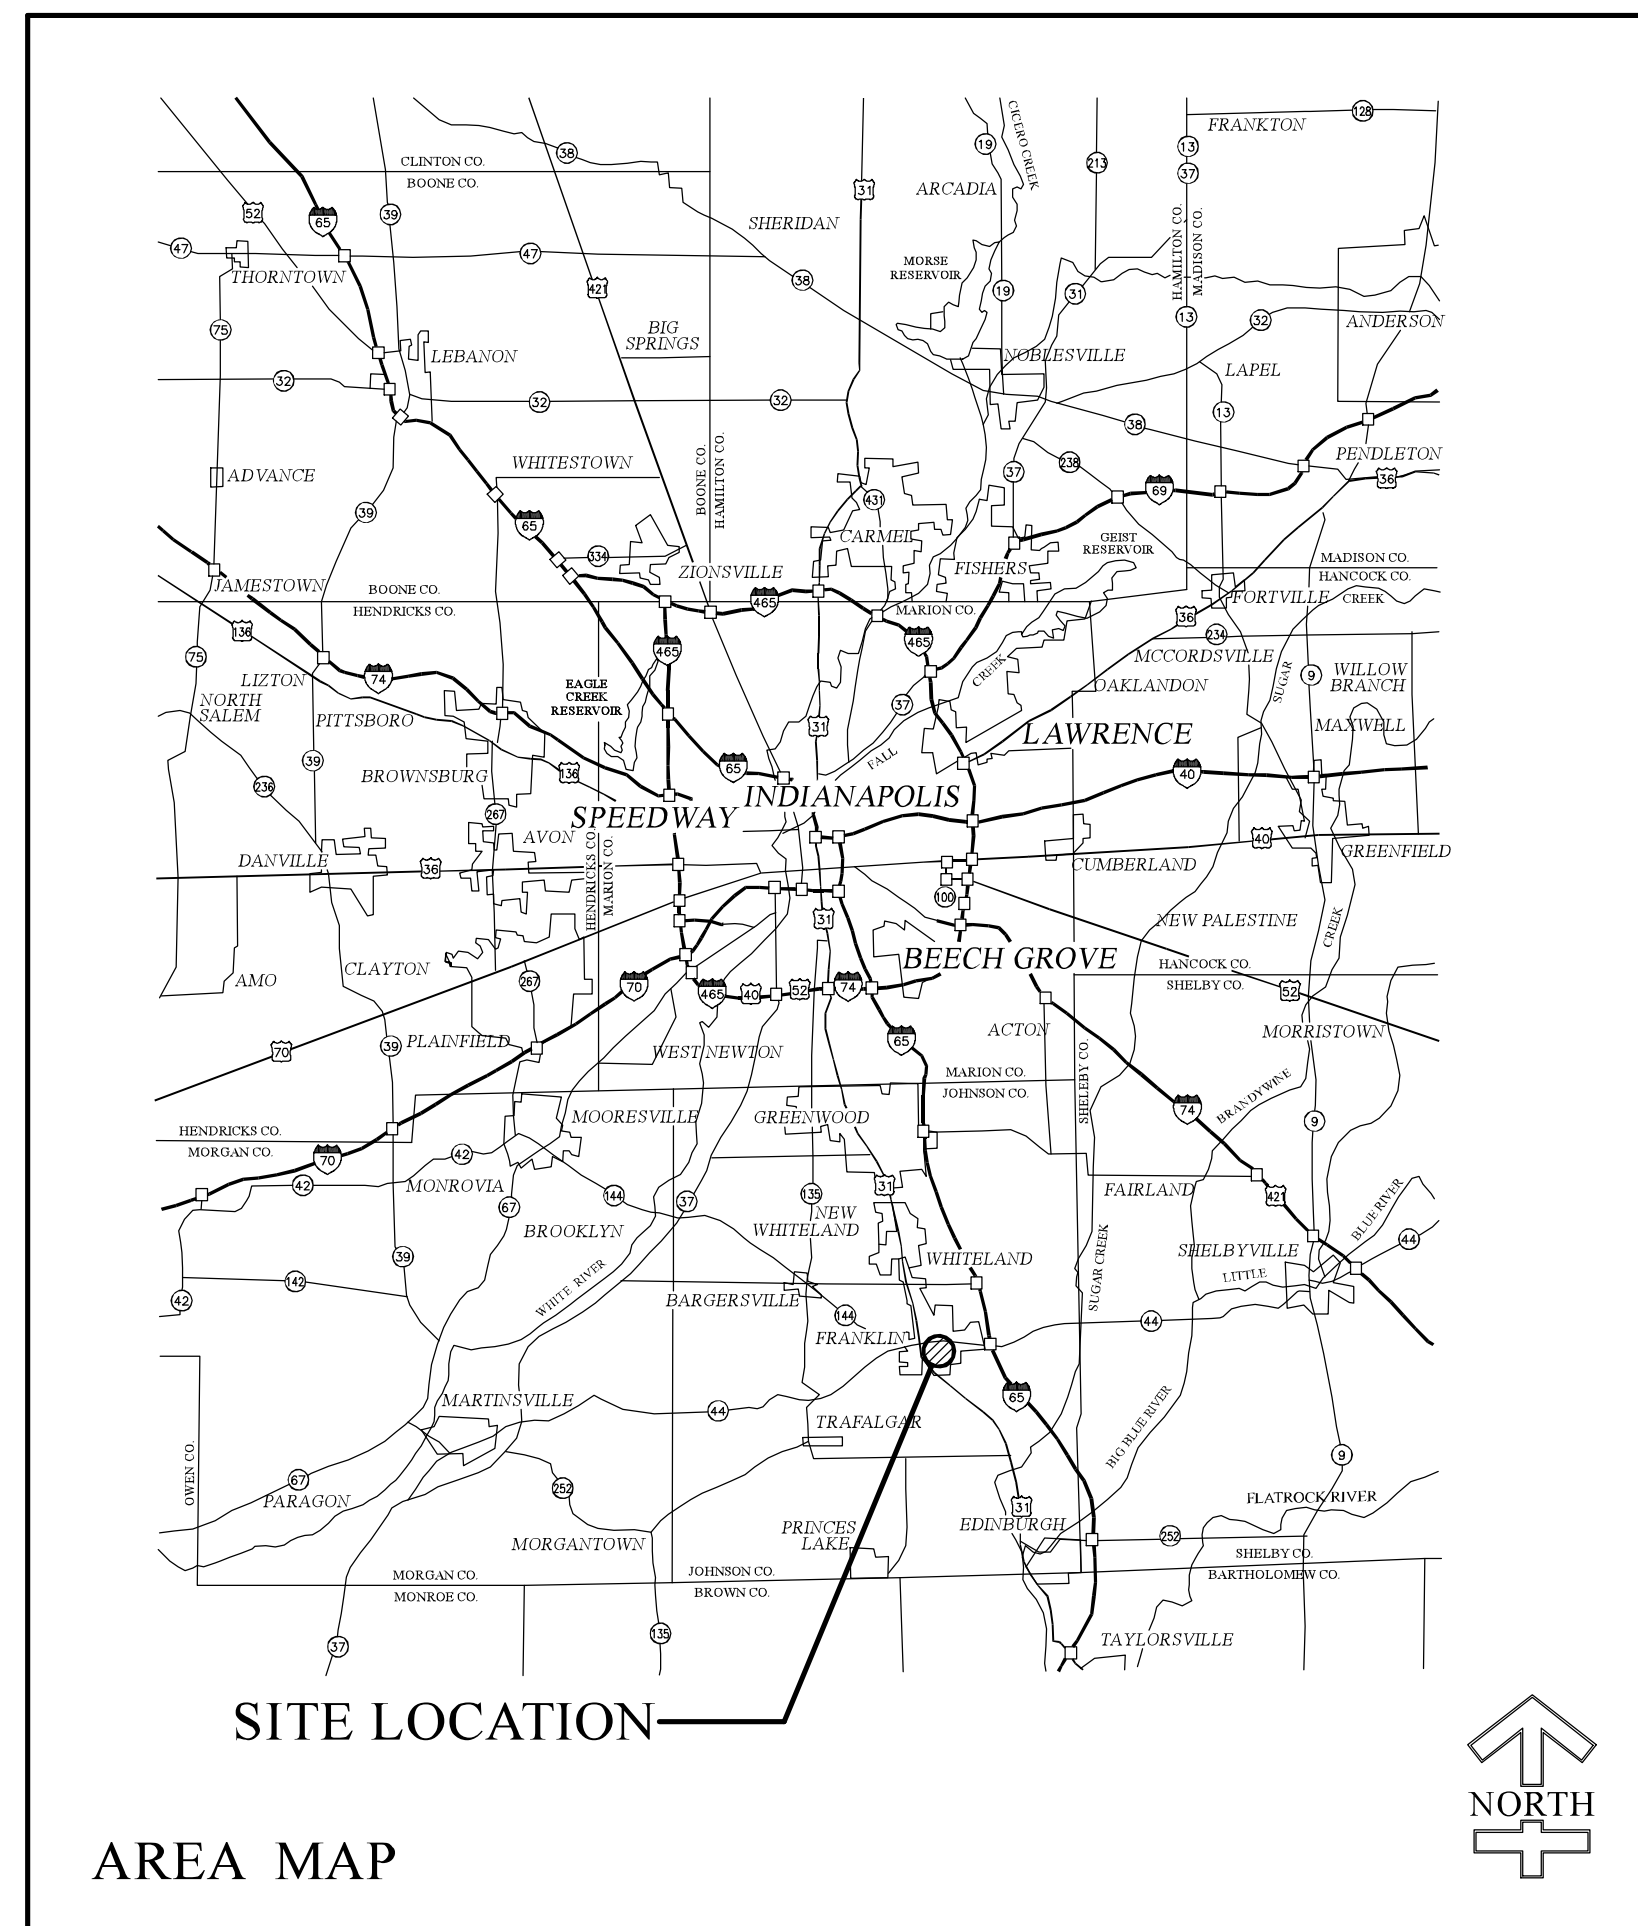 128
FRANKTON
CICERO CREEK
19
13
38
CLINTON CO.
213
37
BOONE CO.
31
ARCADIA
52
65
39
SHERIDAN
HAMILTON CO.
MADISON CO.
47
47
MORSE
RESERVOIR
THORNTOWN
38
421
19
31
13
32
ANDERSON
75
BIG
SPRINGS
LEBANON
NOBLESVILLE
LAPEL
32
32
32
13
38
BOONE CO.
HAMILTON CO.
PENDLETON
WHITESTOWN
238
ADVANCE
37
36
69
431
39
65
CARMEL
GEIST
RESERVOIR
334
MADISON CO.
ZIONSVILLE
FISHERS
HANCOCK CO.
JAMESTOWN
BOONE CO.
FORTVILLE
CREEK
HENDRICKS CO.
465
MARION CO.
36
136
465
465
234
75
MCCORDSVILLE
SUGAR
CREEK
WILLOW
BRANCH
9
LIZTON
74
EAGLE
CREEK
RESERVOIR
OAKLANDON
NORTH
SALEM
37
PITTSBORO
31
MAXWELL
LAWRENCE
39
FALL
65
136
BROWNSBURG
40
236
INDIANAPOLIS
267
SPEEDWAY
AVON
40
HENDRICKS CO.
MARION CO.
GREENFIELD
DANVILLE
36
CUMBERLAND
100
31
NEW PALESTINE
CREEK
BEECH GROVE
HANCOCK CO.
CLAYTON
AMO
267
70
SHELBY CO.
465
40
52
74
52
ACTON
MORRISTOWN
65
PLAINFIELD
39
70
WEST NEWTON
SHELEBY CO.
MARION CO.
JOHNSON CO.
BRANDYWINE
74
MOORESVILLE
GREENWOOD
9
HENDRICKS CO.
MORGAN CO.
70
42
42
MONROVIA
144
37
135
31
FAIRLAND
421
67
NEW
WHITELAND
BLUE RIVER
BROOKLYN
44
39
WHITELAND
SHELBYVILLE
SUGAR CREEK
LITTLE
142
WHITE RIVER
42
BARGERSVILLE
144
44
FRANKLIN
MARTINSVILLE
65
44
TRAFALGAR
BIG BLUE RIVER
9
OWEN CO.
67
252
PARAGON
FLATROCK RIVER
31
PRINCES
LAKE
EDINBURGH
252
MORGANTOWN
SHELBY CO.
MORGAN CO.
JOHNSON CO.
BARTHOLOMEW CO.
MONROE CO.
BROWN CO.
37
135
TAYLORSVILLE
SITE LOCATION
NORTH
AREA MAP